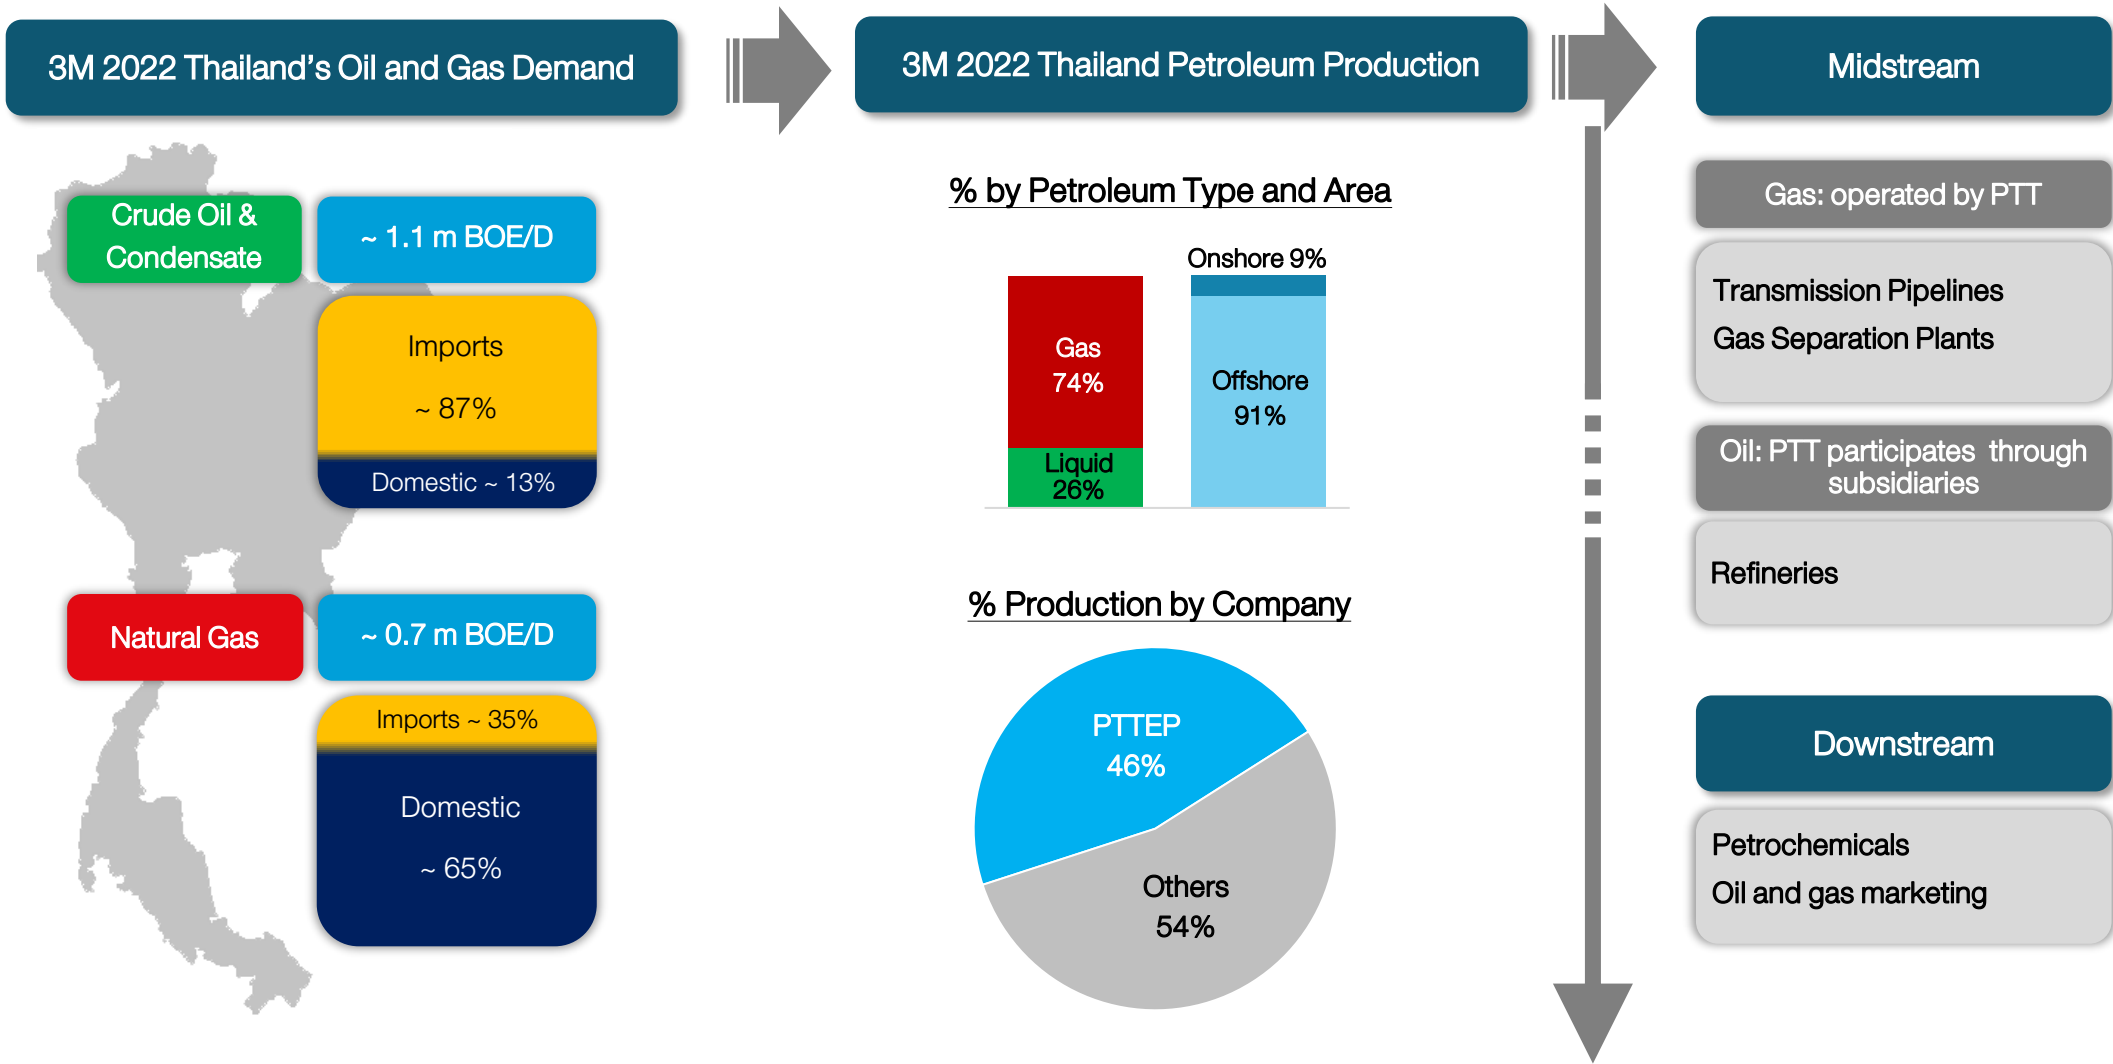 3M 2022 Thailand's Oil and Gas Demand
Crude Oil &
Condensate
~ 1.1 m BOE/D
Imports
~ 87%
Domestic ~ 13%
Natural Gas
~ 0.7 m BOE/D
Imports ~ 35%
Domestic
~ 65%
3M 2022 Thailand Petroleum Production
% by Petroleum Type and Area
Gas
74%
Liquid
26%
Onshore 9%
Offshore
91%
% Production by Company
PTTEP
46%
Others
54%
Midstream
Gas: operated by PTT
Transmission Pipelines
Gas Separation Plants
Oil: PTT participates through
subsidiaries
Refineries
Downstream
Petrochemicals
Oil and gas marketing